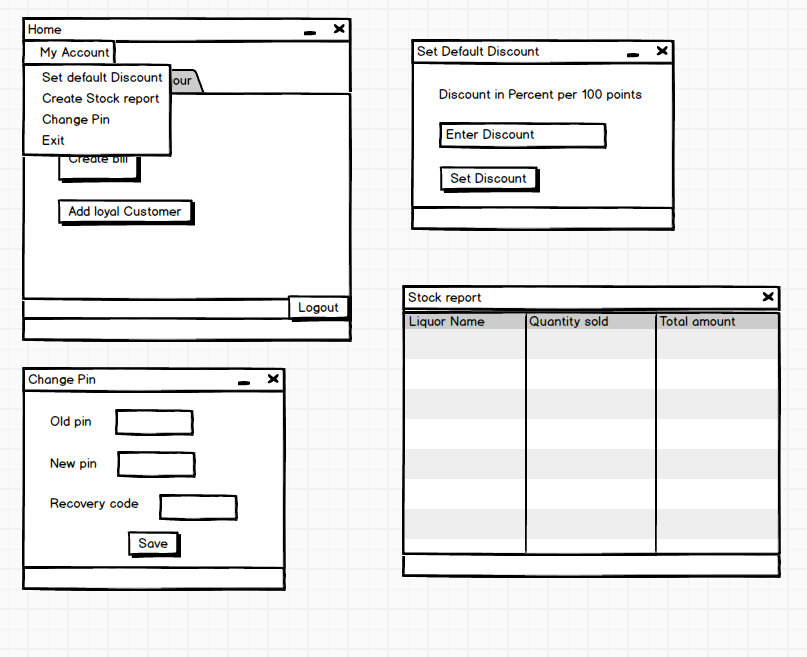 Home
My Account
Set default Discount
Create Stock report
Change Pin
Exit
our
Create bill
Add loyal Customer
Logout
Set Default Discount
Discount in Percent per 100 points
Enter Discount
Set Discount
Change Pin
Old pin
New pin
Recovery code
Save
Stock report
Liquor Name
Quantity sold
Total amount